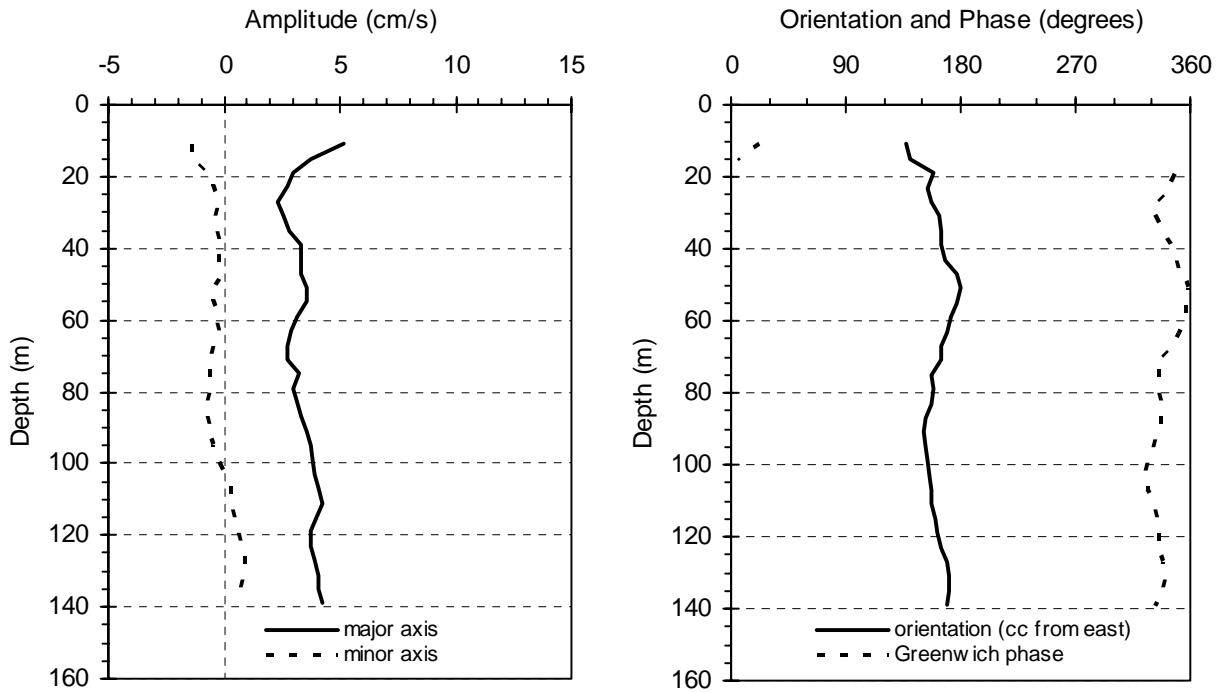 Amplitude (cm/s)
-5 0 5 10 15
0
20
40
60
80
100
120
140
160
Depth (m)
major axis
minor axis
Orientation and Phase (degrees)
0 90 180 270 360
0
20
40
60
80
100
120
140
160
Depth (m)
orientation (cc from east)
Greenwich phase